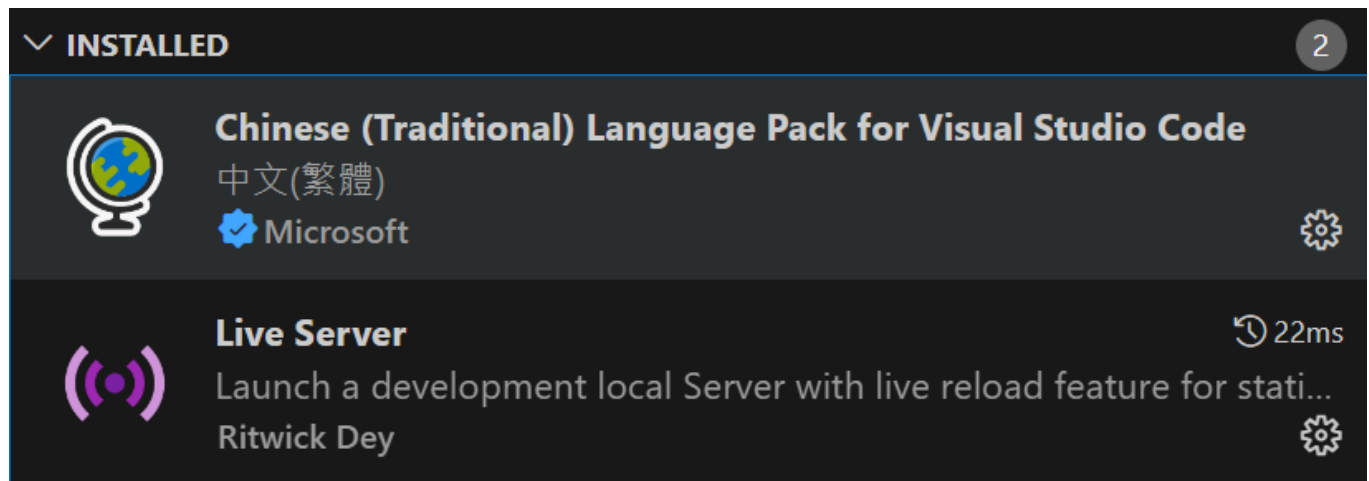 INSTALLED 2
Chinese (Traditional) Language Pack for Visual Studio Code
中文(繁體)
Microsoft
Live Server 22ms
Launch a development local Server with live reload feature for stati...
Ritwick Dey